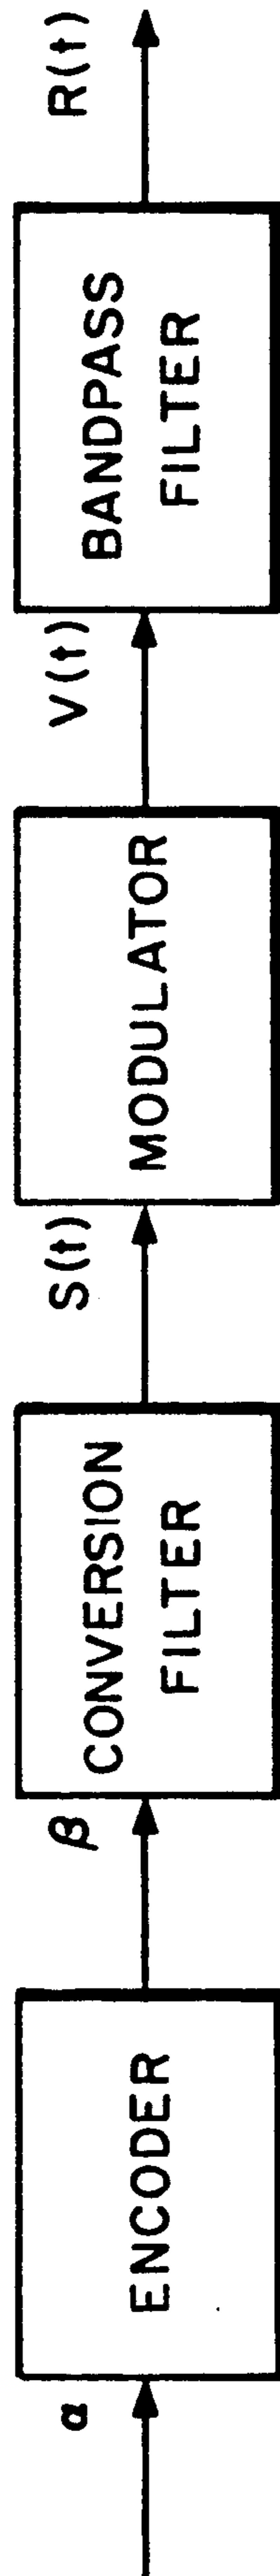 α
ENCODER
β
CONVERSION
FILTER
S(t)
MODULATOR
V(t)
BANDPASS
FILTER
R(t)